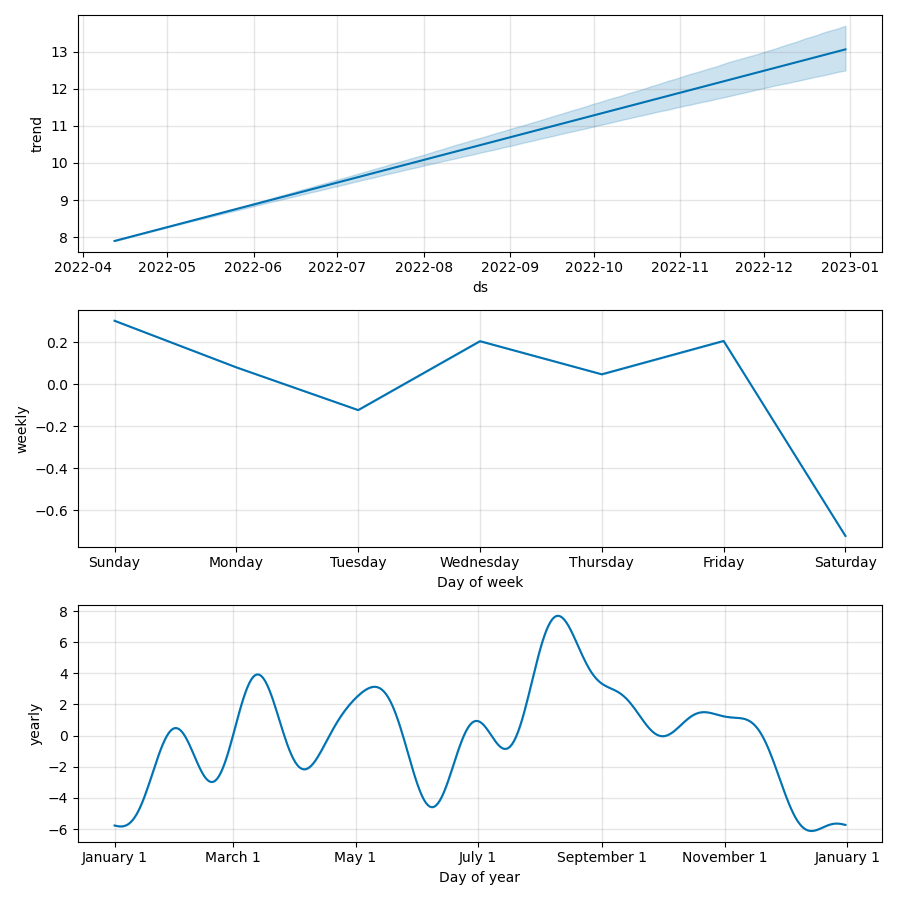 13
12
11
10
9
8
trend
2022-04 2022-05 2022-06 2022-07 2022-08 2022-09 2022-10 2022-11 2022-12 2023-01
ds
0.2
0.0
−0.2
−0.4
−0.6
weekly
Sunday Monday Tuesday Wednesday Thursday Friday Saturday
Day of week
8
6
4
2
0
−2
−4
−6
yearly
January 1 March 1 May 1 July 1 September 1 November 1 January 1
Day of year